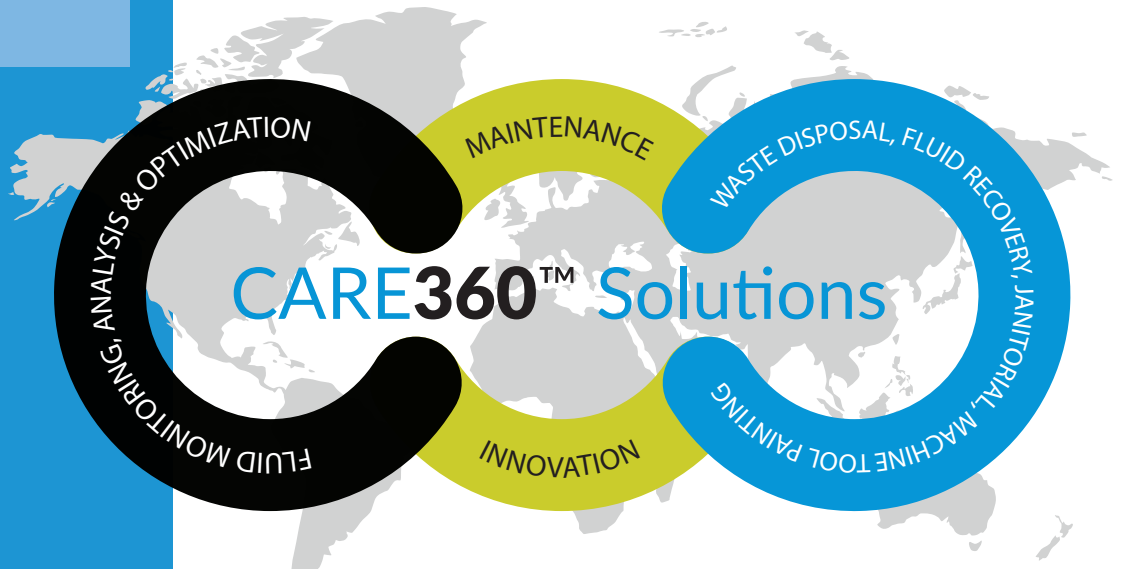 FLUID MONITORING, ANALYSIS & OPTIMIZATION
MAINTENANCE
WASTE DISPOSAL, FLUID RECOVERY, JANITORIAL, MACHINE TOOL PAINTING
CARE360™ Solutions
INNOVATION